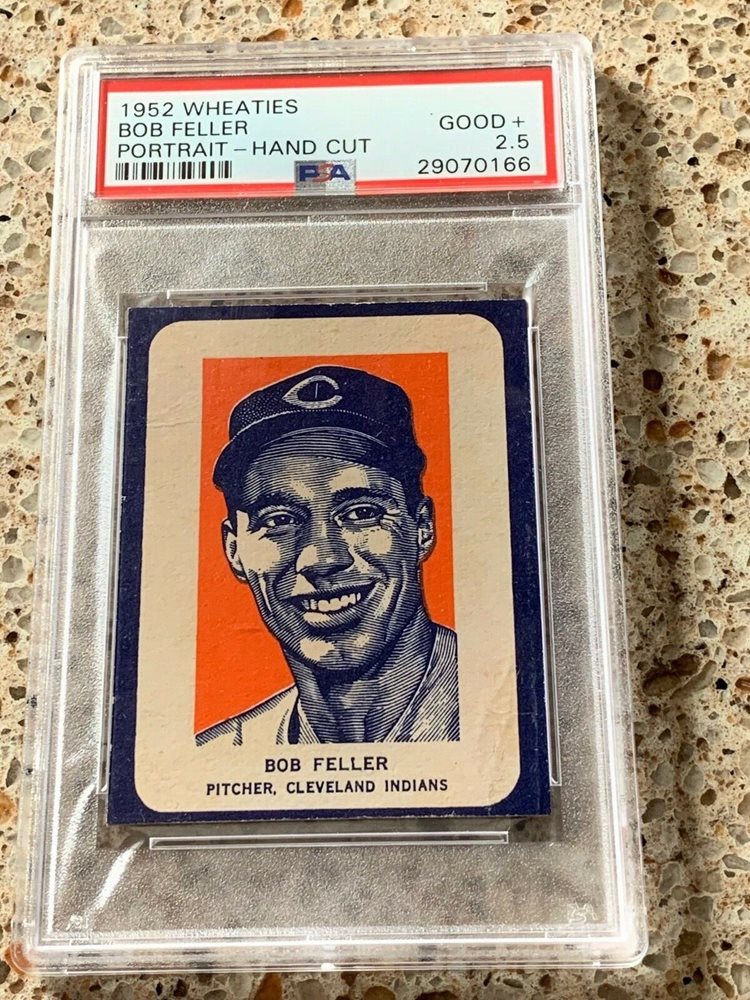 1952 WHEATIES
BOB FELLER
PORTRAIT - HAND CUT
GOOD +
2.5
29070166
PSA
C
BOB FELLER
PITCHER, CLEVELAND INDIANS